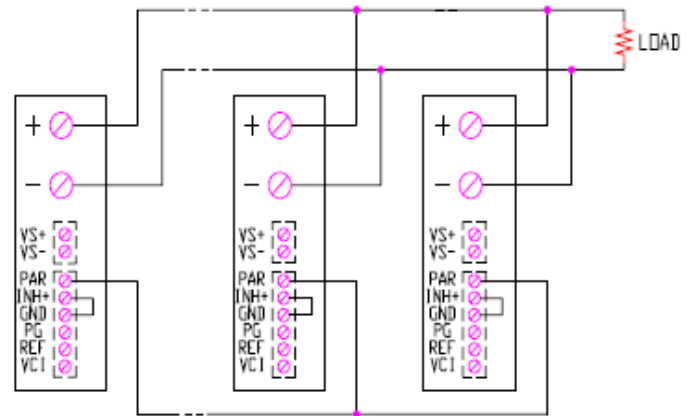 LOAD
+ + +
- - -
VS+ VS+ VS+
VS- VS- VS-
PAR PAR PAR
INH+ INH+ INH+
GND GND GND
PG PG PG
REF REF REF
VCI VCI VCI